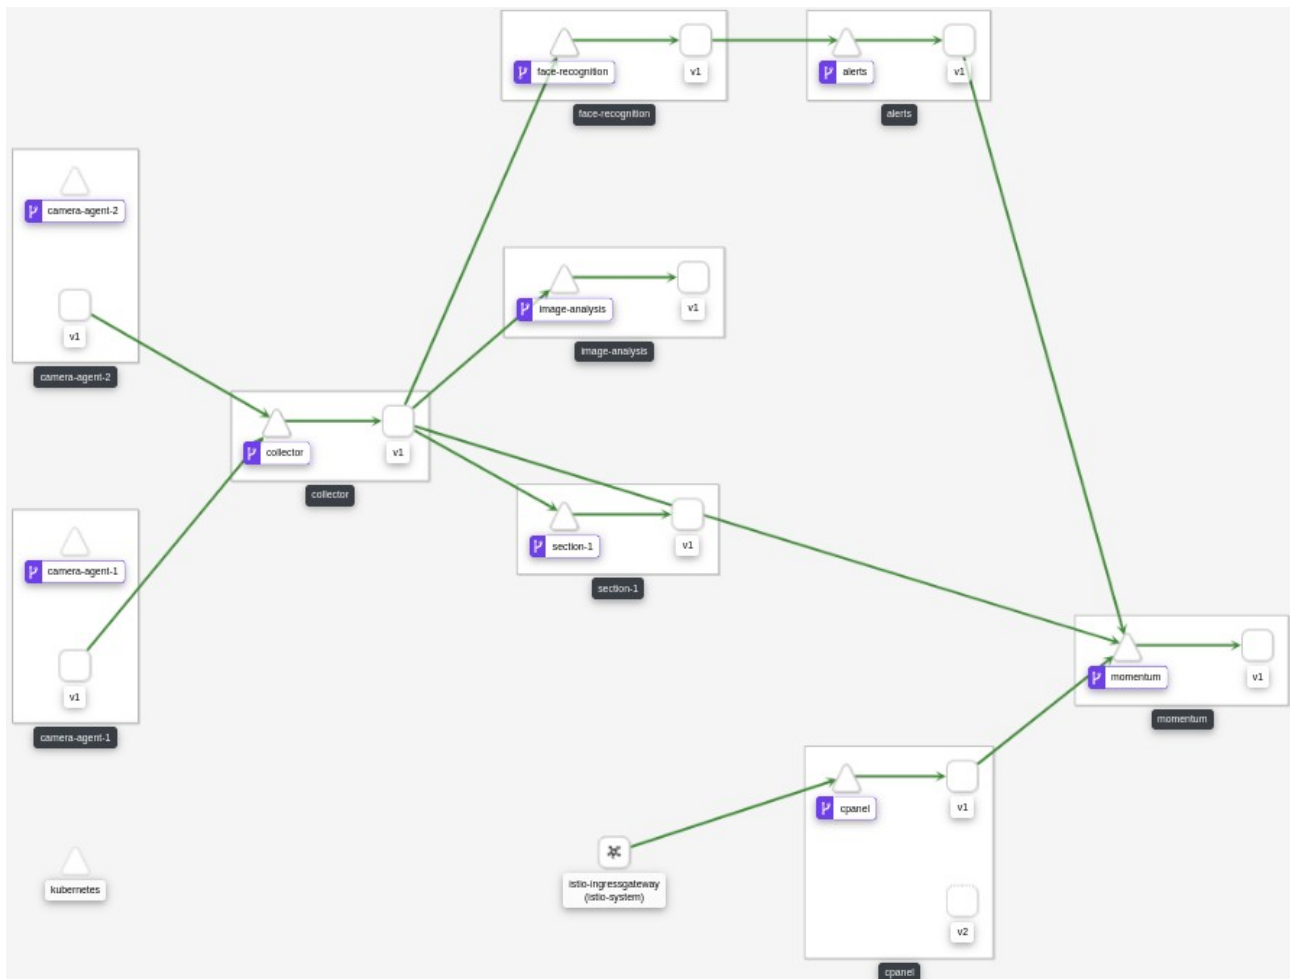 face-recognition
v1
face-recognition
alerts
v1
alerts
camera-agent-2
v1
camera-agent-2
image-analysis
v1
image-analysis
collector
v1
collector
section-1
v1
section-1
camera-agent-1
v1
camera-agent-1
momentum
v1
momentum
cpanel
v1
v2
cpanel
istio-ingressgateway
(istio-system)
kubernetes